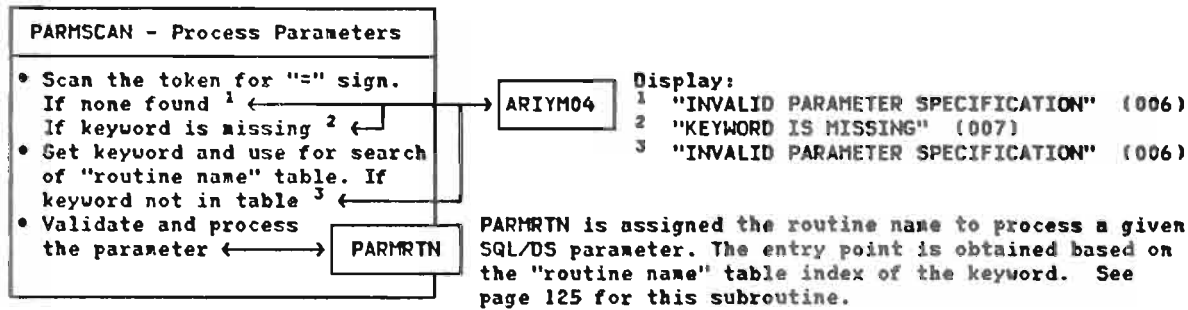 PARMSCAN - Process Parameters
• Scan the token for "=" sign.
If none found 1
If keyword is missing 2
• Get keyword and use for search
of "routine name" table. If
keyword not in table 3
• Validate and process
the parameter
ARIYM04
PARMRTN
Display:
1 "INVALID PARAMETER SPECIFICATION" (006)
2 "KEYWORD IS MISSING" (007)
3 "INVALID PARAMETER SPECIFICATION" (006)
PARMRTN is assigned the routine name to process a given
SQL/DS parameter. The entry point is obtained based on
the "routine name" table index of the keyword. See
page 125 for this subroutine.